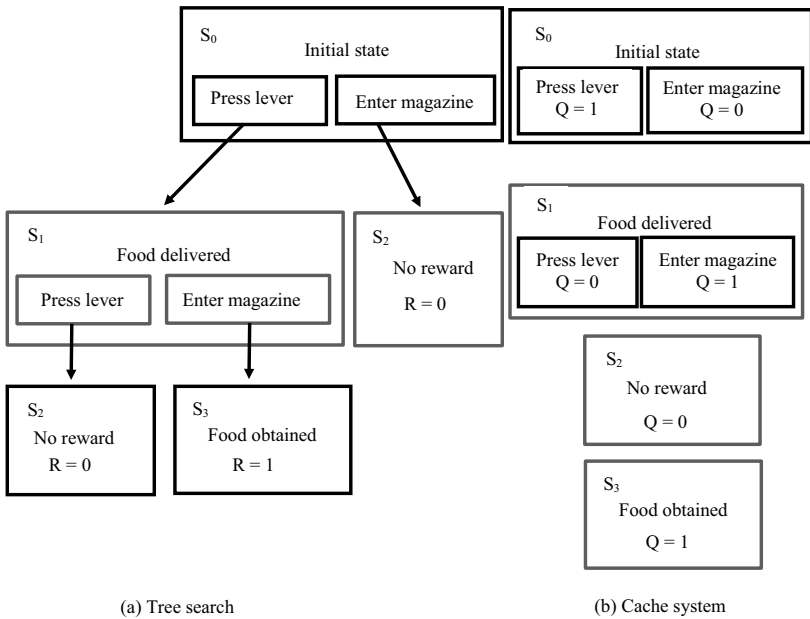 S0
Initial state
Press lever
Enter magazine
S1
Food delivered
Press lever
Enter magazine
S2
No reward
R = 0
S2
No reward
R = 0
S3
Food obtained
R = 1
(a) Tree search
S0
Initial state
Press lever
Q = 1
Enter magazine
Q = 0
S1
Food delivered
Press lever
Q = 0
Enter magazine
Q = 1
S2
No reward
Q = 0
S3
Food obtained
Q = 1
(b) Cache system